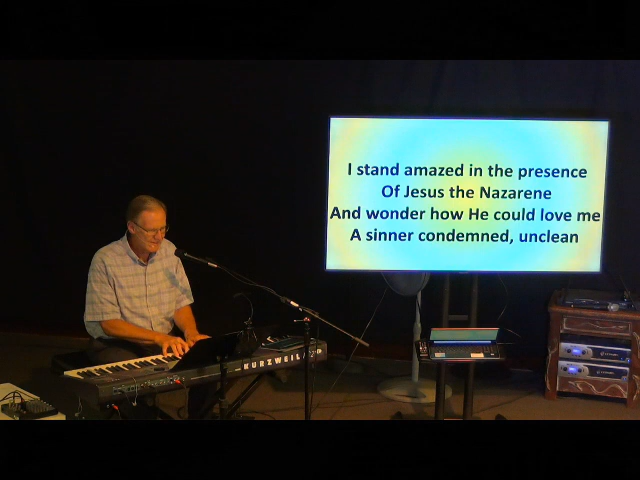 I stand amazed in the presence
Of Jesus the Nazarene
And wonder how He could love me
A sinner condemned, unclean
KURZWEIL